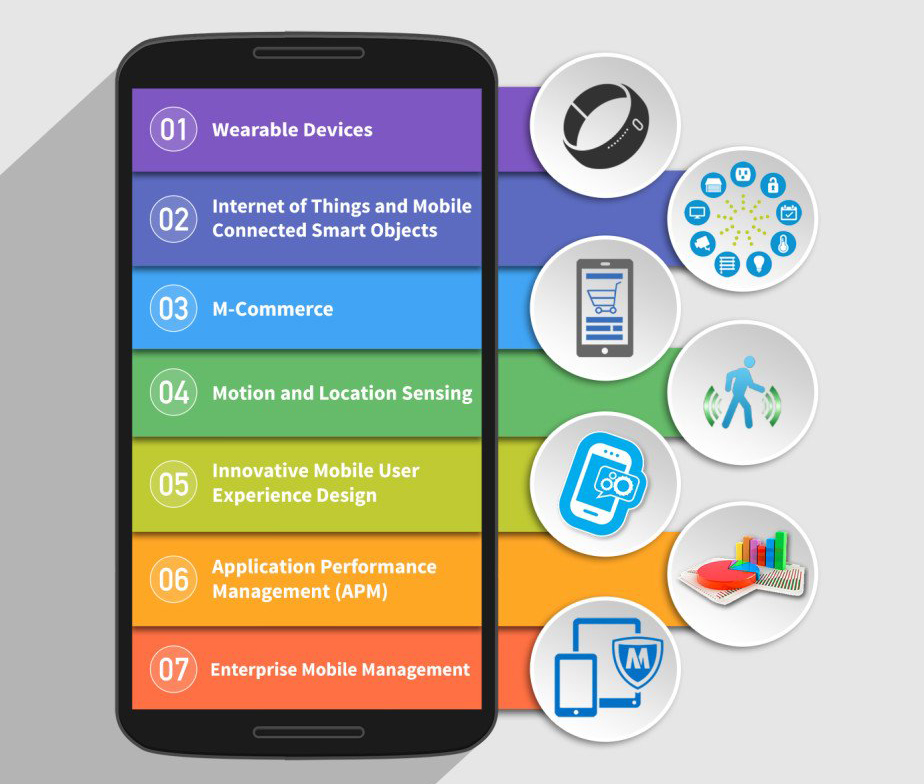 01
Wearable Devices
02
Internet of Things and Mobile
Connected Smart Objects
03
M-Commerce
04
Motion and Location Sensing
05
Innovative Mobile User
Experience Design
06
Application Performance
Management (APM)
07
Enterprise Mobile Management
M